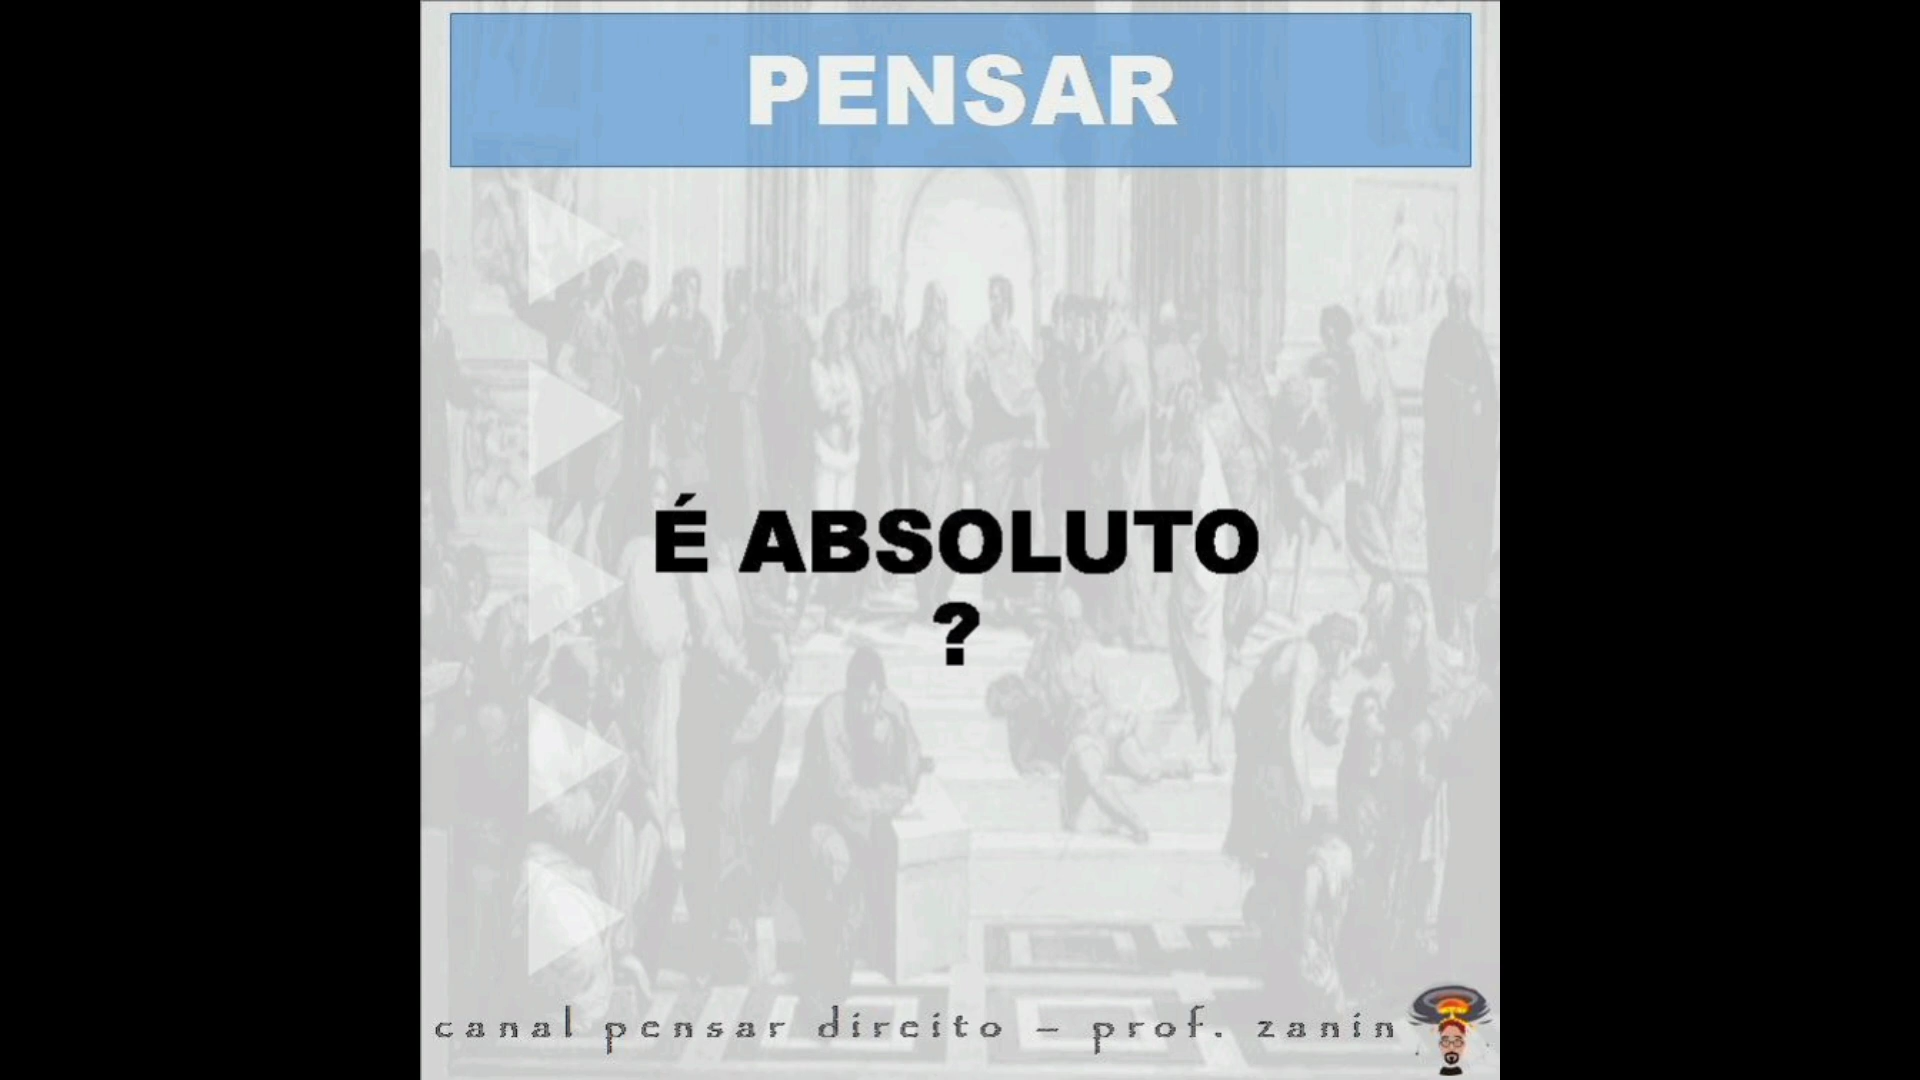 PENSAR
É ABSOLUTO
?
canal pensar direito – prof. zanin